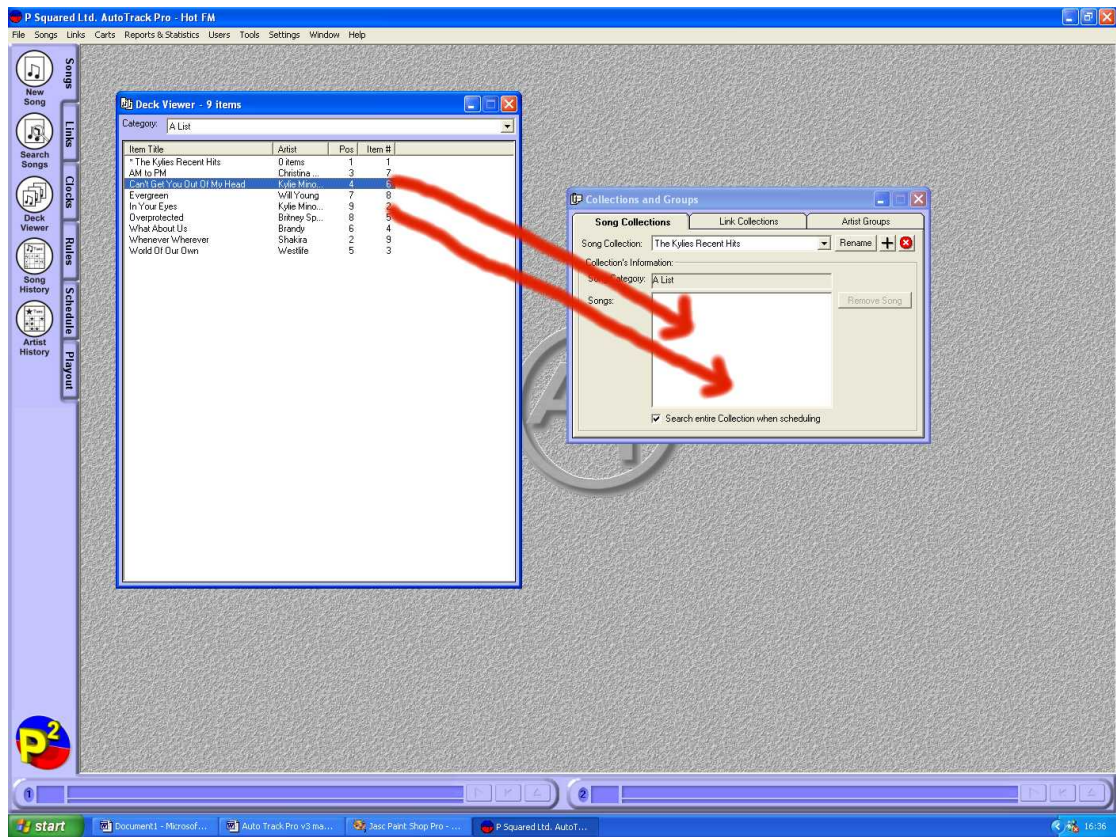 P Squared Ltd. AutoTrack Pro - Hot FM
File Songs Links Carts Reports & Statistics Users Tools Settings Window Help
New Song
Search Songs
Deck Viewer
Song History
Artist History
Songs
Links
Clocks
Rules
Schedule
Playout
Deck Viewer - 9 items
Category: A List
Item Title Artist Pos Item #
* The Kylies Recent Hits 0 items 1 1
AM to PM Christina ... 3 7
Can't Get You Out Of My Head Kylie Mino... 4 6
Evergreen Will Young 7 8
In Your Eyes Kylie Mino... 9 2
Overprotected Britney Sp... 8 5
What About Us Brandy 6 4
Whenever Wherever Shakira 2 9
World Of Our Own Westlife 5 3
Collections and Groups
Song Collections Link Collections Artist Groups
Song Collection: The Kylies Recent Hits Rename
Collection's Information:
Category: A List
Songs: Remove Song
Search entire Collection when scheduling
P2
1 2
start Document1 - Microsof... Auto Track Pro v3 ma... Jasc Paint Shop Pro - ... P Squared Ltd. AutoT... 16:36